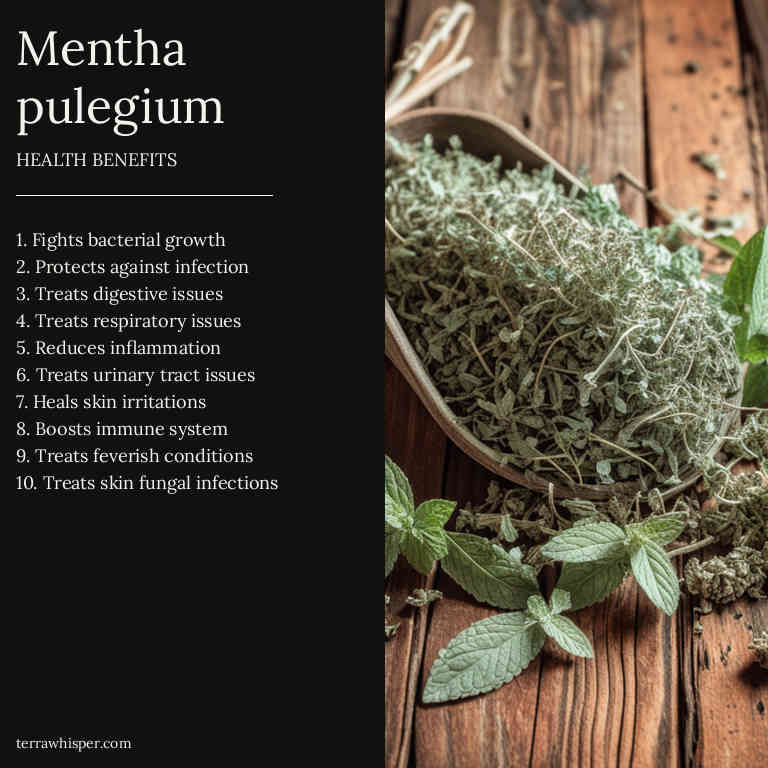 Mentha
pulegium
HEALTH BENEFITS
1. Fights bacterial growth
2. Protects against infection
3. Treats digestive issues
4. Treats respiratory issues
5. Reduces inflammation
6. Treats urinary tract issues
7. Heals skin irritations
8. Boosts immune system
9. Treats feverish conditions
10. Treats skin fungal infections
terrawhisper.com